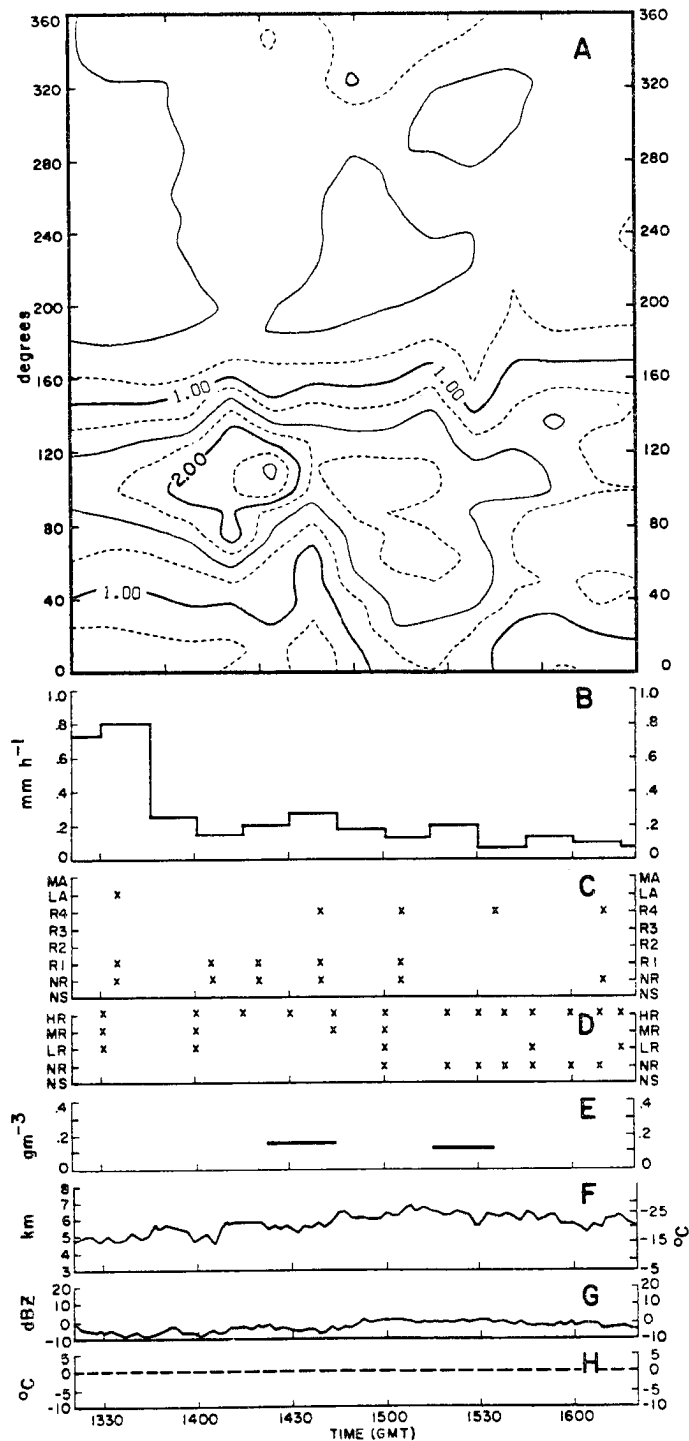 360 A 360
320 320
280 280
240 240
200 200
degrees
160 1.00 1.00 160
120 2.00 120
80 80
40 1.00 40
0 0
1.0 B 1.0
.8 .8
mm h⁻¹
.6 .6
.4 .4
.2 .2
0 0
MA C MA
LA LA
R4 x x x x R4
R3 R3
R2 R2
R1 x x x x x R1
NR x x x x x x NR
NS NS
HR D HR
MR MR
LR LR
NR NR
NS NS
.4 E .4
gm⁻³
.2 .2
0 0
8 F
7 -25
km
6 °C
5 -15
4
3 -5
20 G 20
dBZ
10 10
0 0
-10 -10
5 H 5
0 0
°C
-5 -5
-10 -10
1330 1400 1430 1500 1530 1600
TIME (GMT)